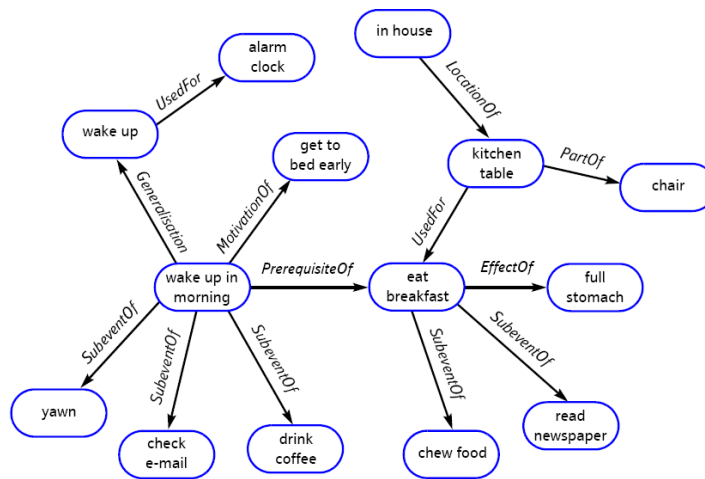 in house
alarm
clock
UsedFor
LocationOf
wake up
get to
bed early
kitchen
table
PartOf
chair
Generalisation
MotivationOf
UsedFor
wake up in
morning
PrerequisiteOf
eat
breakfast
EffectOf
full
stomach
SubeventOf
SubeventOf
SubeventOf
SubeventOf
SubeventOf
yawn
check
e-mail
drink
coffee
chew food
read
newspaper